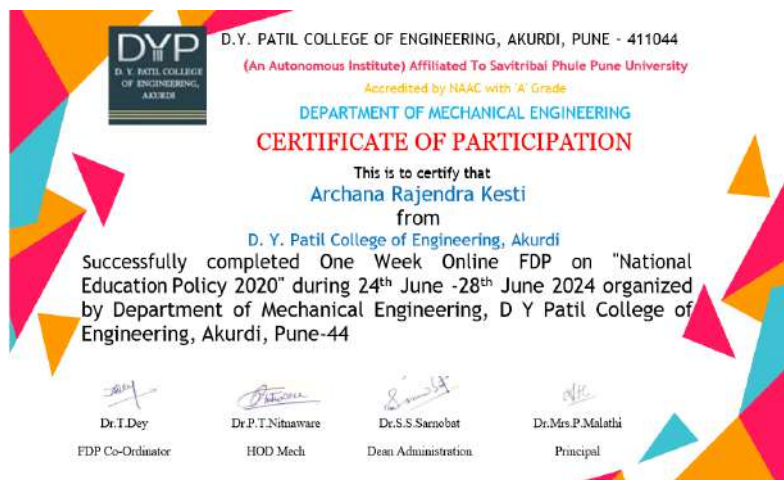 DYP
D. Y. PATIL COLLEGE
OF ENGINEERING,
AKURDI
D.Y. PATIL COLLEGE OF ENGINEERING, AKURDI, PUNE - 411044
(An Autonomous Institute) Affiliated To Savitribai Phule Pune University
Accredited by NAAC with 'A' Grade
DEPARTMENT OF MECHANICAL ENGINEERING
CERTIFICATE OF PARTICIPATION
This is to certify that
Archana Rajendra Kesti
from
D. Y. Patil College of Engineering, Akurdi
Successfully completed One Week Online FDP on "National
Education Policy 2020" during 24th June -28th June 2024 organized
by Department of Mechanical Engineering, D Y Patil College of
Engineering, Akurdi, Pune-44
Dr.T.Dey Dr.P.T.Nitnaware Dr.S.S.Sarnobat Dr.Mrs.P.Malathi
FDP Co-Ordinator HOD Mech Dean Administration Principal